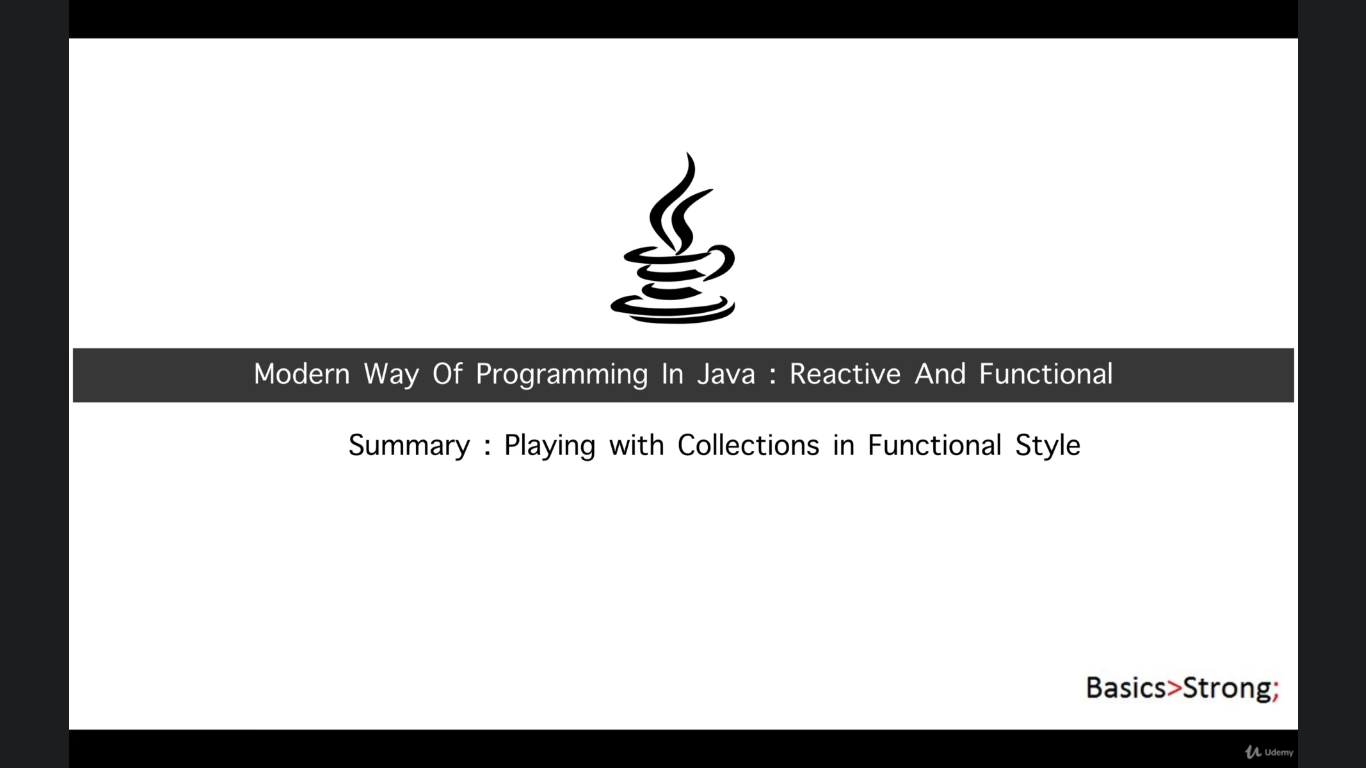 Modern Way Of Programming In Java : Reactive And Functional
Summary : Playing with Collections in Functional Style
Basics>Strong;
Udemy